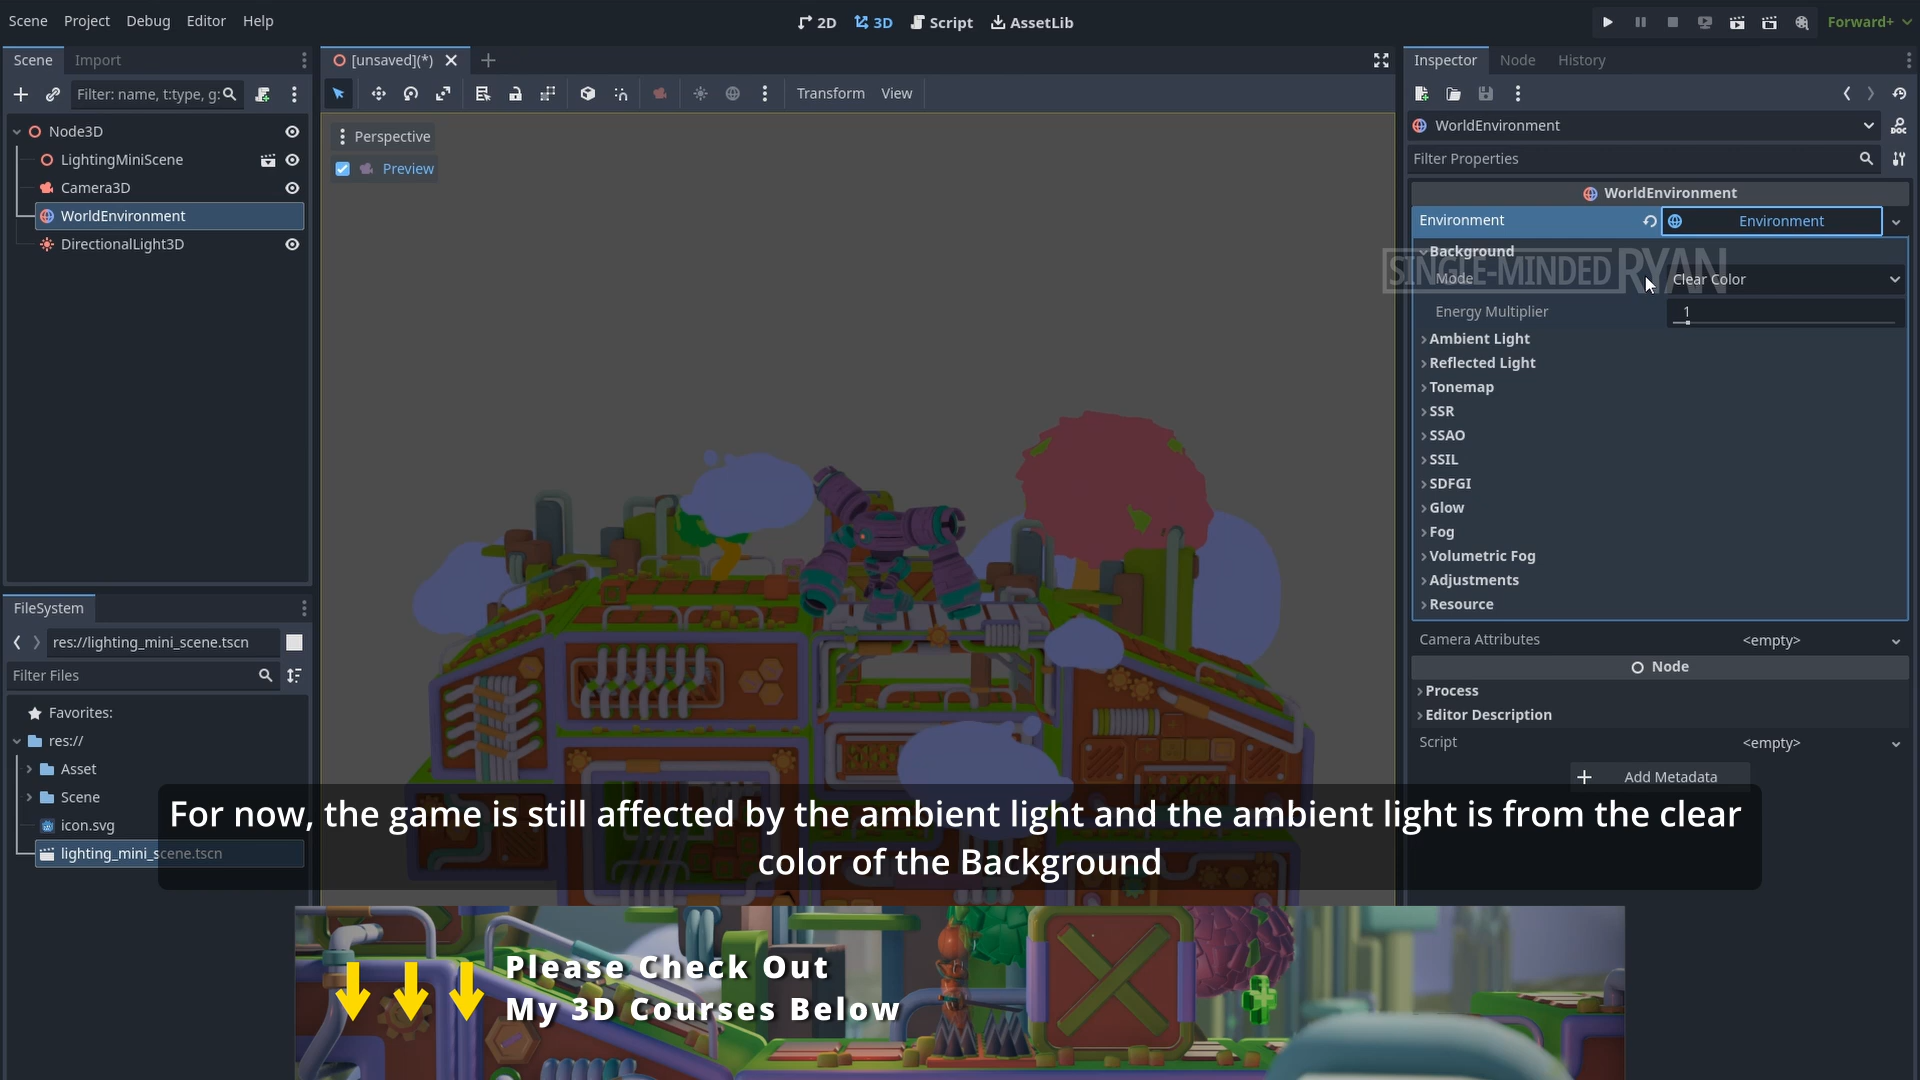 Scene Project Debug Editor Help
2D 3D Script AssetLib
Forward+
Scene Import
Filter: name, t:type, g:
Node3D
LightingMiniScene
Camera3D
WorldEnvironment
DirectionalLight3D
FileSystem
res://lighting_mini_scene.tscn
Filter Files
Favorites:
res://
Asset
Scene
icon.svg
lighting_mini_scene.tscn
[unsaved](*)
Transform View
Perspective
Preview
Inspector Node History
WorldEnvironment
Filter Properties
WorldEnvironment
Environment Environment
Background
SINGLE-MINDED RYAN
Mode Clear Color
Energy Multiplier 1
Ambient Light
Reflected Light
Tonemap
SSR
SSAO
SSIL
SDFGI
Glow
Fog
Volumetric Fog
Adjustments
Resource
Camera Attributes <empty>
Node
Process
Editor Description
Script <empty>
Add Metadata
For now, the game is still affected by the ambient light and the ambient light is from the clear
color of the Background
Please Check Out
My 3D Courses Below